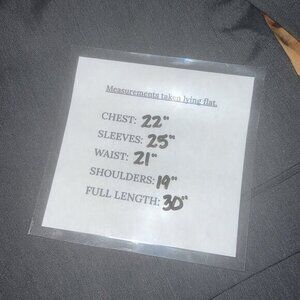 Measurements taken lying flat.
CHEST: 22"
SLEEVES: 25"
WAIST: 21"
SHOULDERS: 19"
FULL LENGTH: 30"